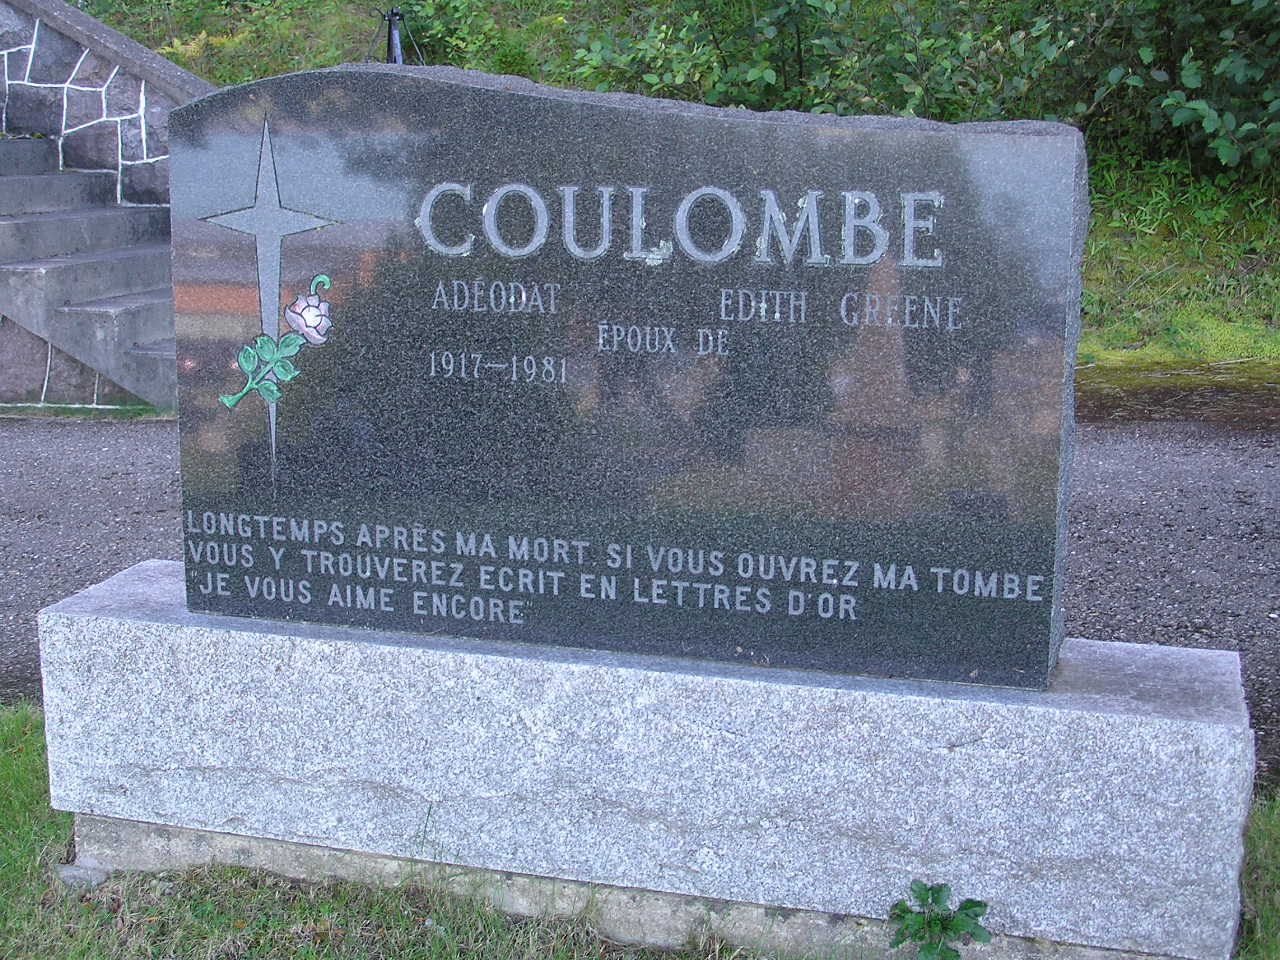 COULOMBE
ADÉODAT EDITH GREENE
ÉPOUX DE
1917—1981
LONGTEMPS APRÈS MA MORT SI VOUS OUVREZ MA TOMBE
VOUS Y TROUVEREZ ECRIT EN LETTRES D'OR
"JE VOUS AIME ENCORE"